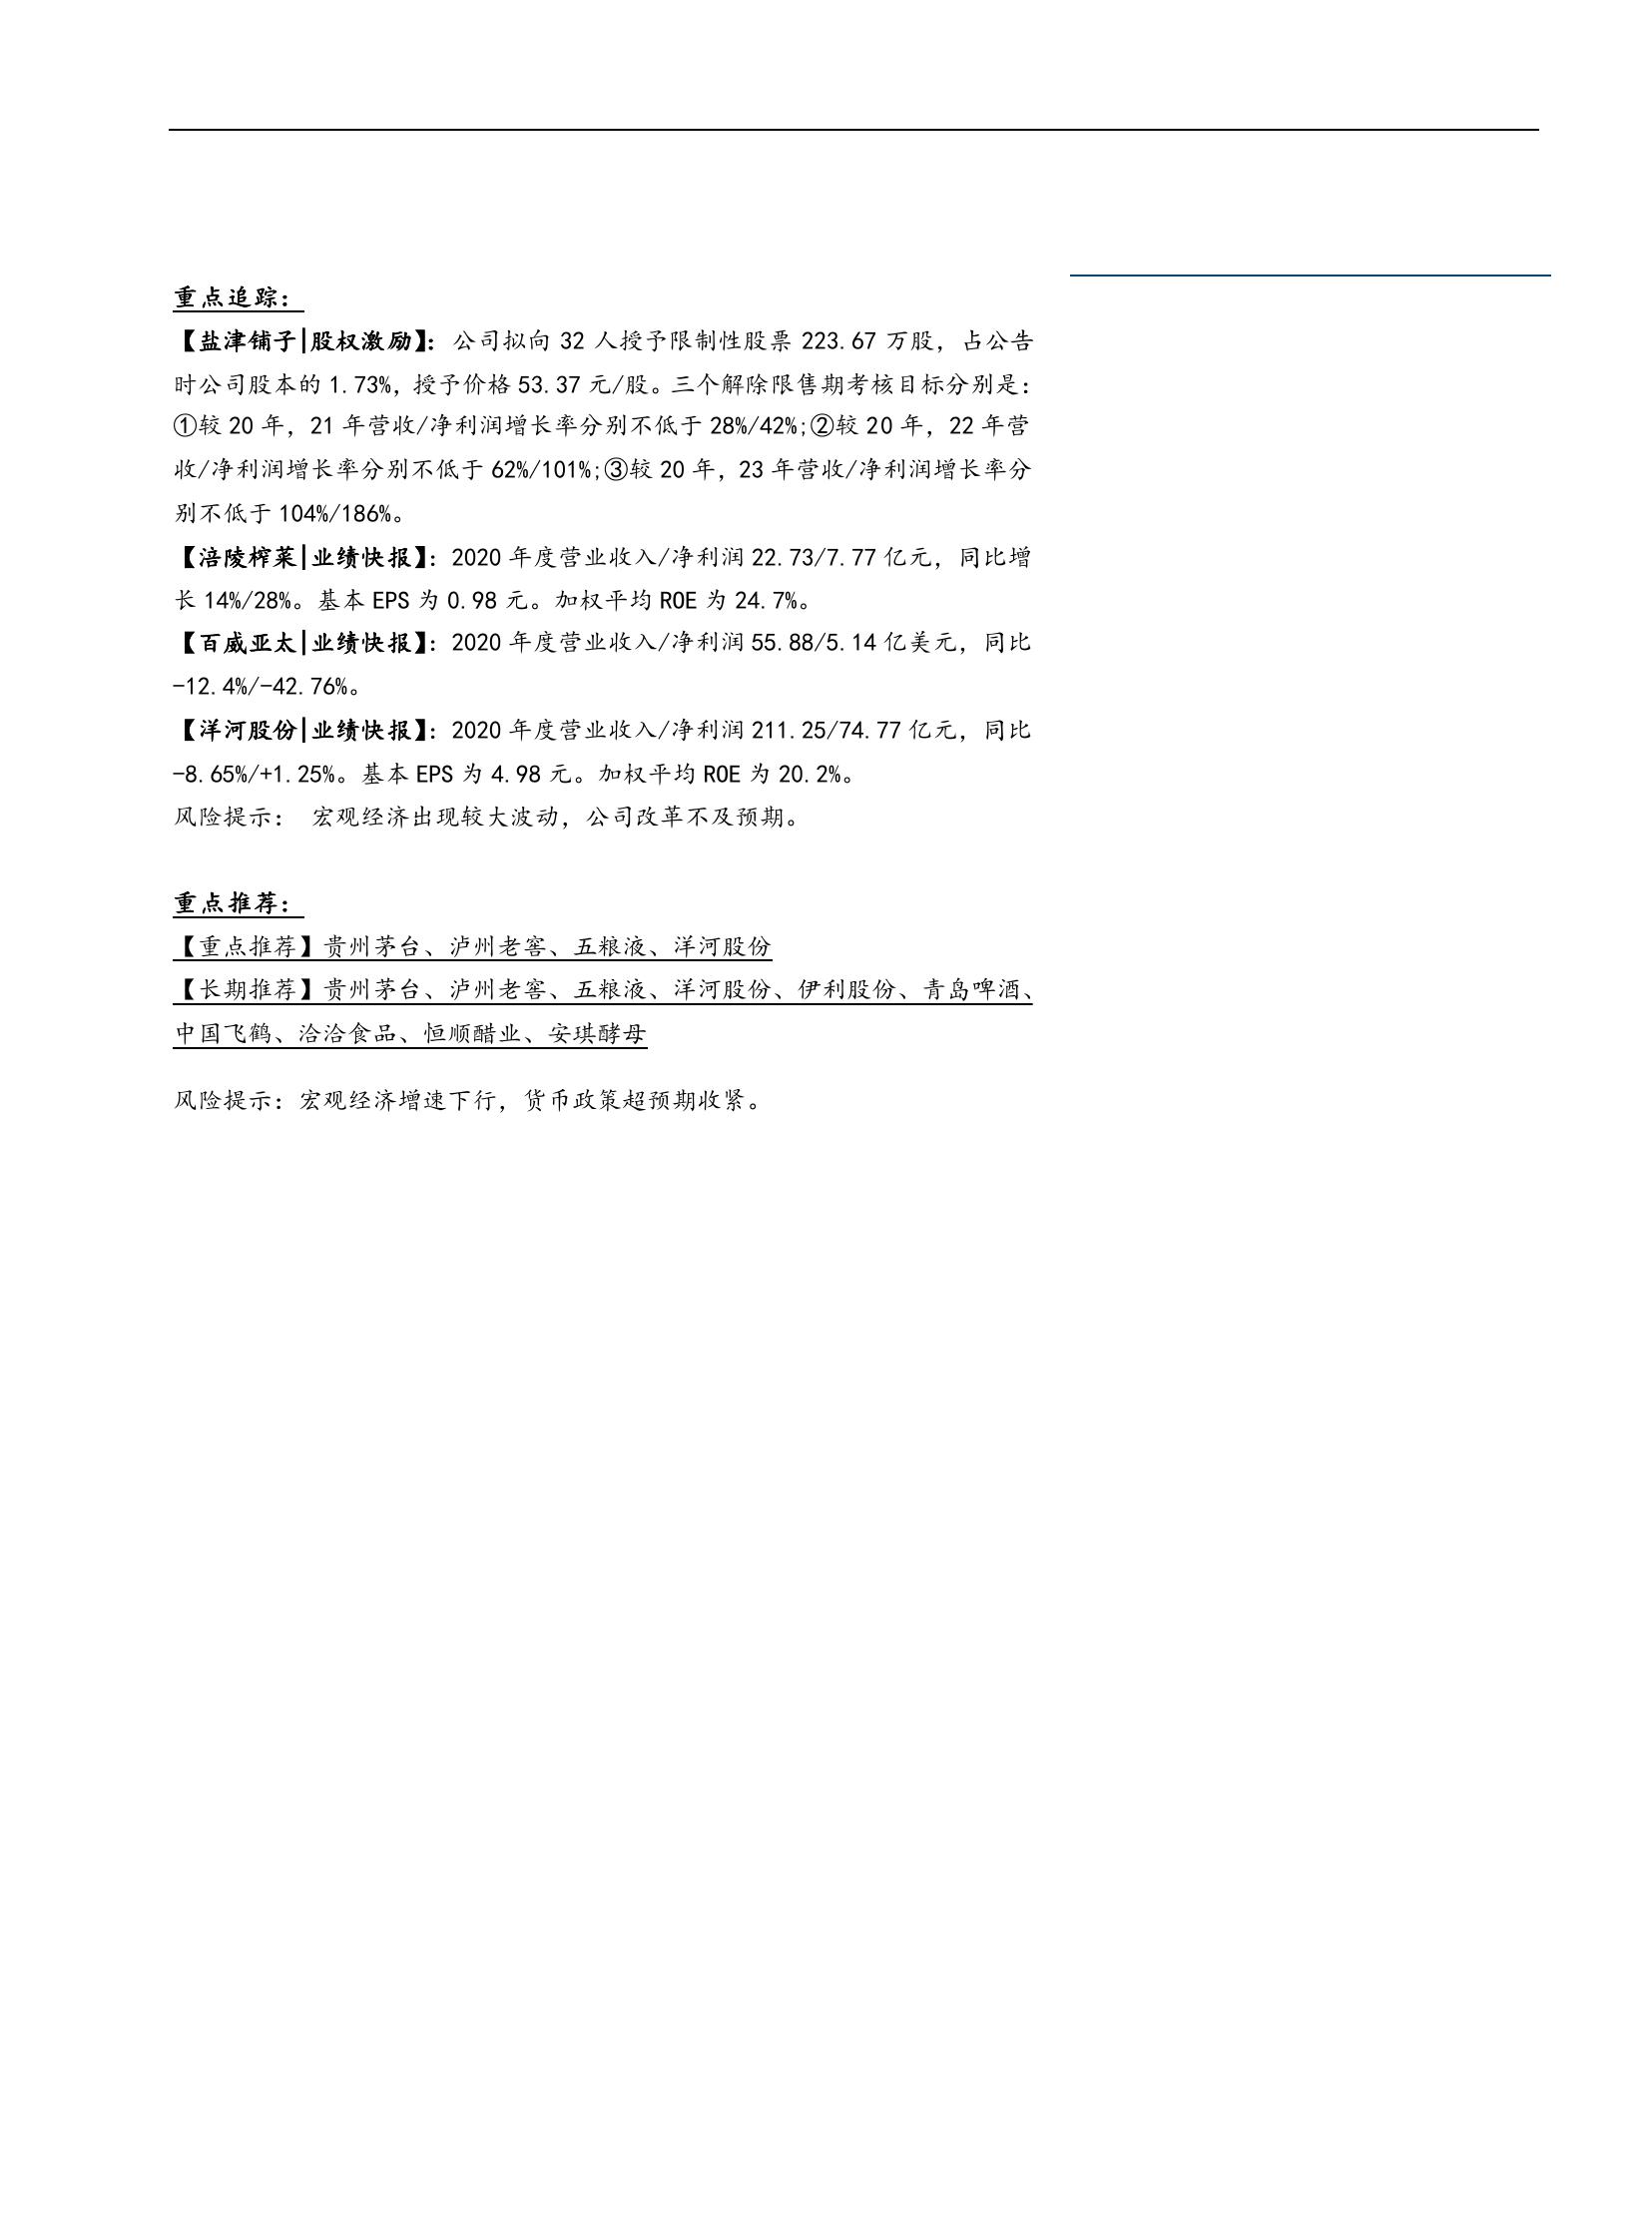 重点追踪：
【盐津铺子|股权激励】：公司拟向 32 人授予限制性股票 223.67 万股，占公告
时公司股本的 1.73%，授予价格 53.37 元/股。三个解除限售期考核目标分别是：
①较 20 年，21 年营收/净利润增长率分别不低于 28%/42%;②较 20 年，22 年营
收/净利润增长率分别不低于 62%/101%;③较 20 年，23 年营收/净利润增长率分
别不低于 104%/186%。
【涪陵榨菜|业绩快报】：2020 年度营业收入/净利润 22.73/7.77 亿元，同比增
长 14%/28%。基本 EPS 为 0.98 元。加权平均 ROE 为 24.7%。
【百威亚太|业绩快报】：2020 年度营业收入/净利润 55.88/5.14 亿美元，同比
-12.4%/-42.76%。
【洋河股份|业绩快报】：2020 年度营业收入/净利润 211.25/74.77 亿元，同比
-8.65%/+1.25%。基本 EPS 为 4.98 元。加权平均 ROE 为 20.2%。
风险提示： 宏观经济出现较大波动，公司改革不及预期。
重点推荐：
【重点推荐】贵州茅台、泸州老窖、五粮液、洋河股份
【长期推荐】贵州茅台、泸州老窖、五粮液、洋河股份、伊利股份、青岛啤酒、
中国飞鹤、洽洽食品、恒顺醋业、安琪酵母
风险提示：宏观经济增速下行，货币政策超预期收紧。